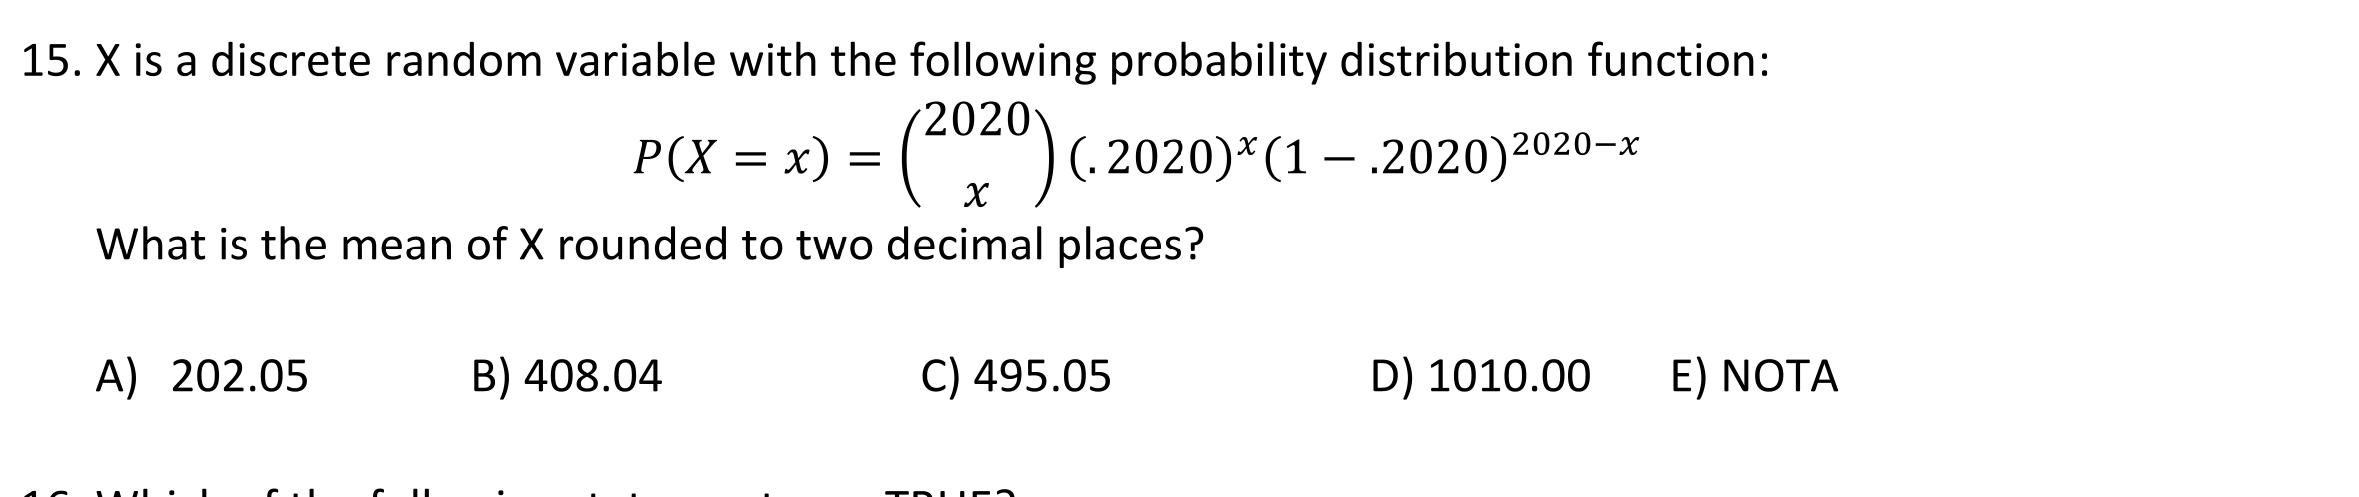 15. X is a discrete random variable with the following probability distribution function:
P(X = x) = (2020 x) (. 2020)^x (1 − .2020)^2020−x
What is the mean of X rounded to two decimal places?
A) 202.05 B) 408.04 C) 495.05 D) 1010.00 E) NOTA